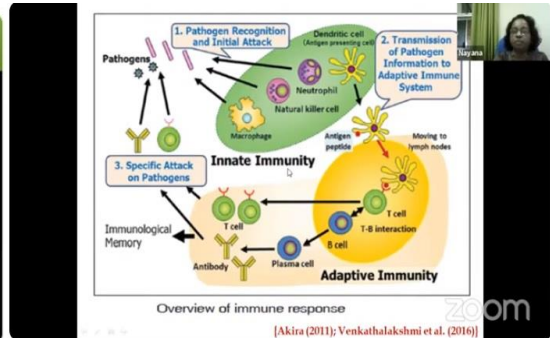 1. Pathogen Recognition
and Initial Attack
Dendritic cell
(Antigen presenting cell)
2. Transmission
of Pathogen
Information to
Adaptive Immune
System
Nayana
Pathogens
Neutrophil
Natural killer cell
Macrophage
Antigen
peptide
Moving to
lymph nodes
Innate Immunity
3. Specific Attack
on Pathogens
T cell
T cell
T-B interaction
Immunological
Memory
B cell
Plasma cell
Antibody
Adaptive Immunity
Overview of immune response
zoom
[Akira (2011); Venkathalakshmi et al. (2016)]